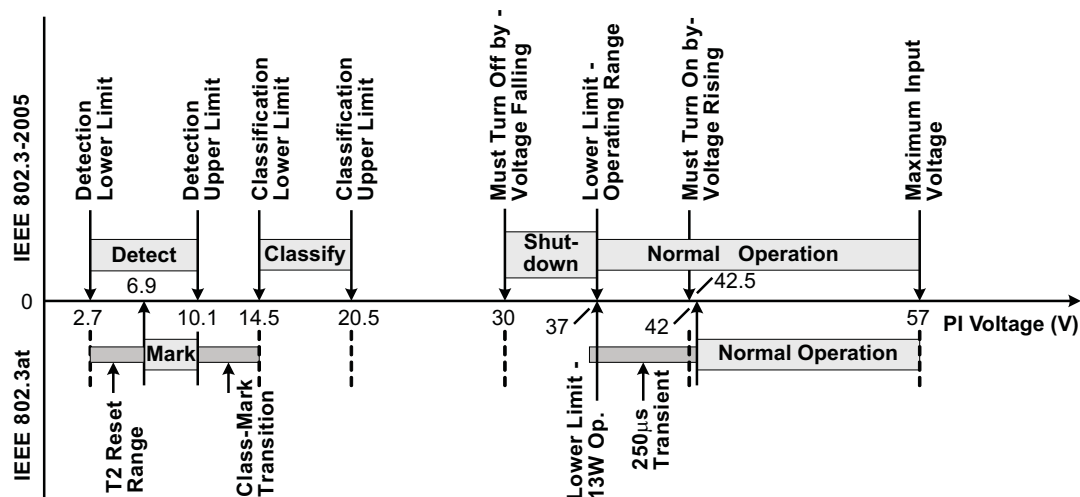 IEEE 802.3-2005
Detection
Lower Limit
Detection
Upper Limit
Classification
Lower Limit
Classification
Upper Limit
Must Turn Off by -
Voltage Falling
Lower Limit -
Operating Range
Must Turn On by-
Voltage Rising
Maximum Input
Voltage
Detect
Classify
Shut-
down
Normal Operation
6.9
42.5
0
2.7
10.1
14.5
20.5
30
37
42
57
PI Voltage (V)
IEEE 802.3at
Mark
Normal Operation
T2 Reset
Range
Class-Mark
Transition
Lower Limit -
13W Op.
250μs
Transient